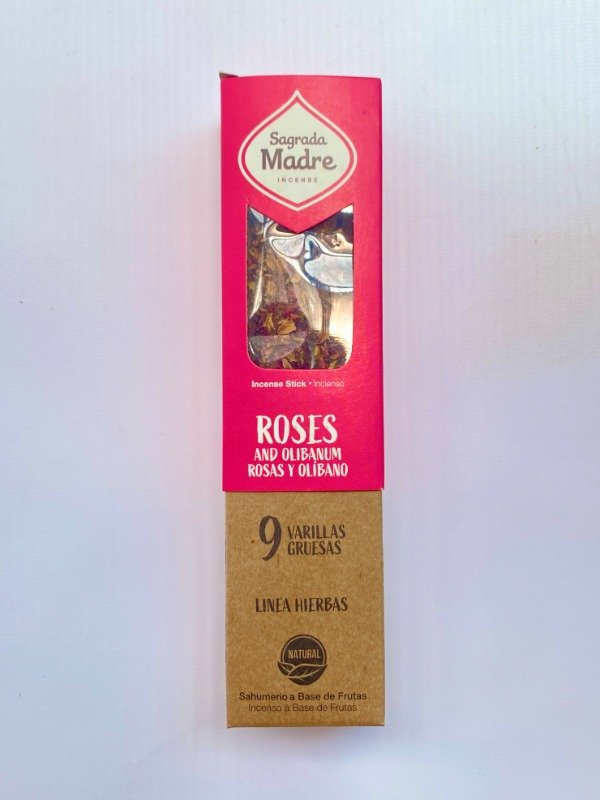 Sagrada
Madre
INCENSE
Incense Stick • Incienso
ROSES
AND OLIBANUM
ROSAS Y OLÍBANO
9 VARILLAS
GRUESAS
LINEA HIERBAS
NATURAL
Sahumerio a Base de Frutas
Incenso à Base de Frutas